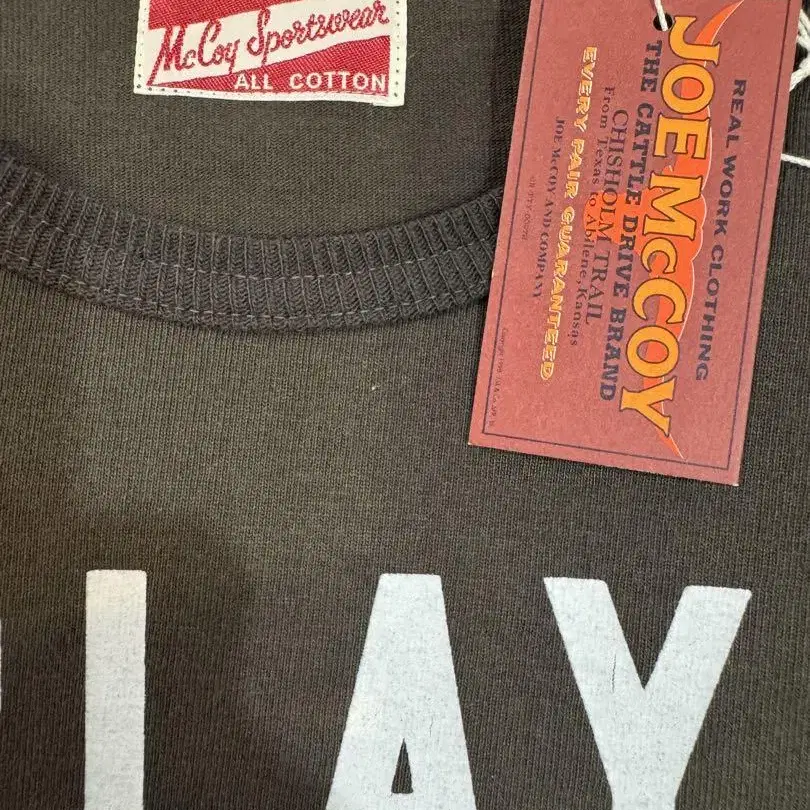 McCoy Sportswear
ALL COTTON
REAL WORK CLOTHING
JOE McCOY
THE CATTLE DRIVE BRAND
CHISHOLM TRAIL
From Texas to Abilene, Kansas
EVERY PAIR GUARANTEED
JOE McCOY AND COMPANY
LAY